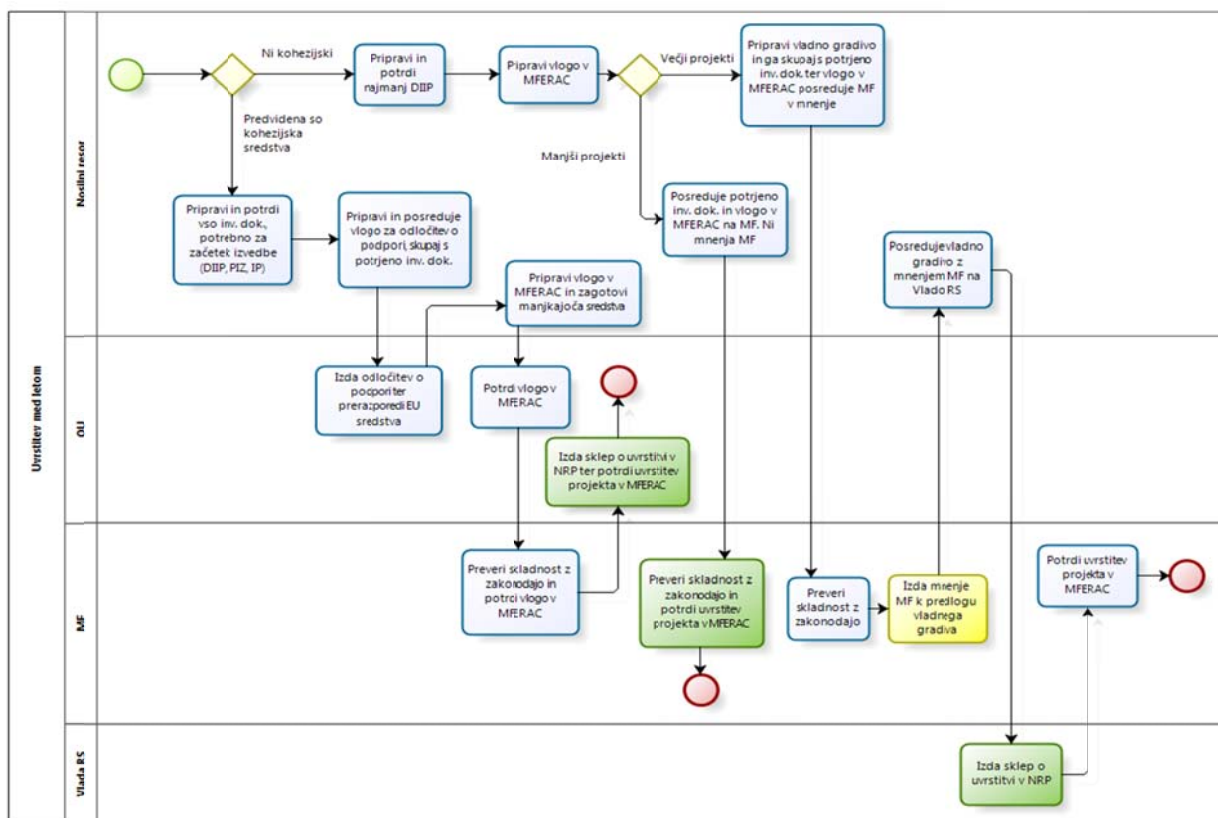 Uvrstitev med letom
Nosilni resor
Ni kohezijski
Pripravi in
potrdi
najmanj DIIP
Pipravi vlogo v
MFERAC
Večji projekti
Pripravi vladno gradivo
in ga skupaj s potrjeno
inv. dok. ter vlogo v
MFERAC posreduje MF
v mnenje
Predvidena so
kohezijska
sredstva
Manjši projekti
Pripravi in potrdi
vso inv. dok.,
potrebno za
začetek izvedbe
(DIIP, PIZ, IP)
Pripravi in posreduje
vlogo za odločitev o
podpori, skupaj s
potrjeno inv. dok.
Pripravi vlogo v
MFERAC in zagotovi
manjkajoča sredstva
Posreduje potrjeno
inv. dok. in vlogo v
MFERAC na MF. Ni
mnenja MF
Posreduje vladno
gradivo z
mnenjem MF na
Vlado RS
OU
Izda odločitev o
podpori ter
prerazporedi EU
sredstva
Potrdi vlogo v
MFERAC
Izda sklep o uvrstitvi v
NRP ter potrdi uvrstitev
projekta v MFERAC
MF
Preveri skladnost z
zakonodajo in
potrdi vlogo v
MFERAC
Preveri skladnost z
zakonodajo in
potrdi uvrstitev
projekta v MFERAC
Preveri
skladnost z
zakonodajo
Izda mnenje
MF k predlogu
vladnega
gradiva
Potrdi uvrstitev
projekta v
MFERAC
Vlada RS
Izda sklep o
uvrstitvi v NRP